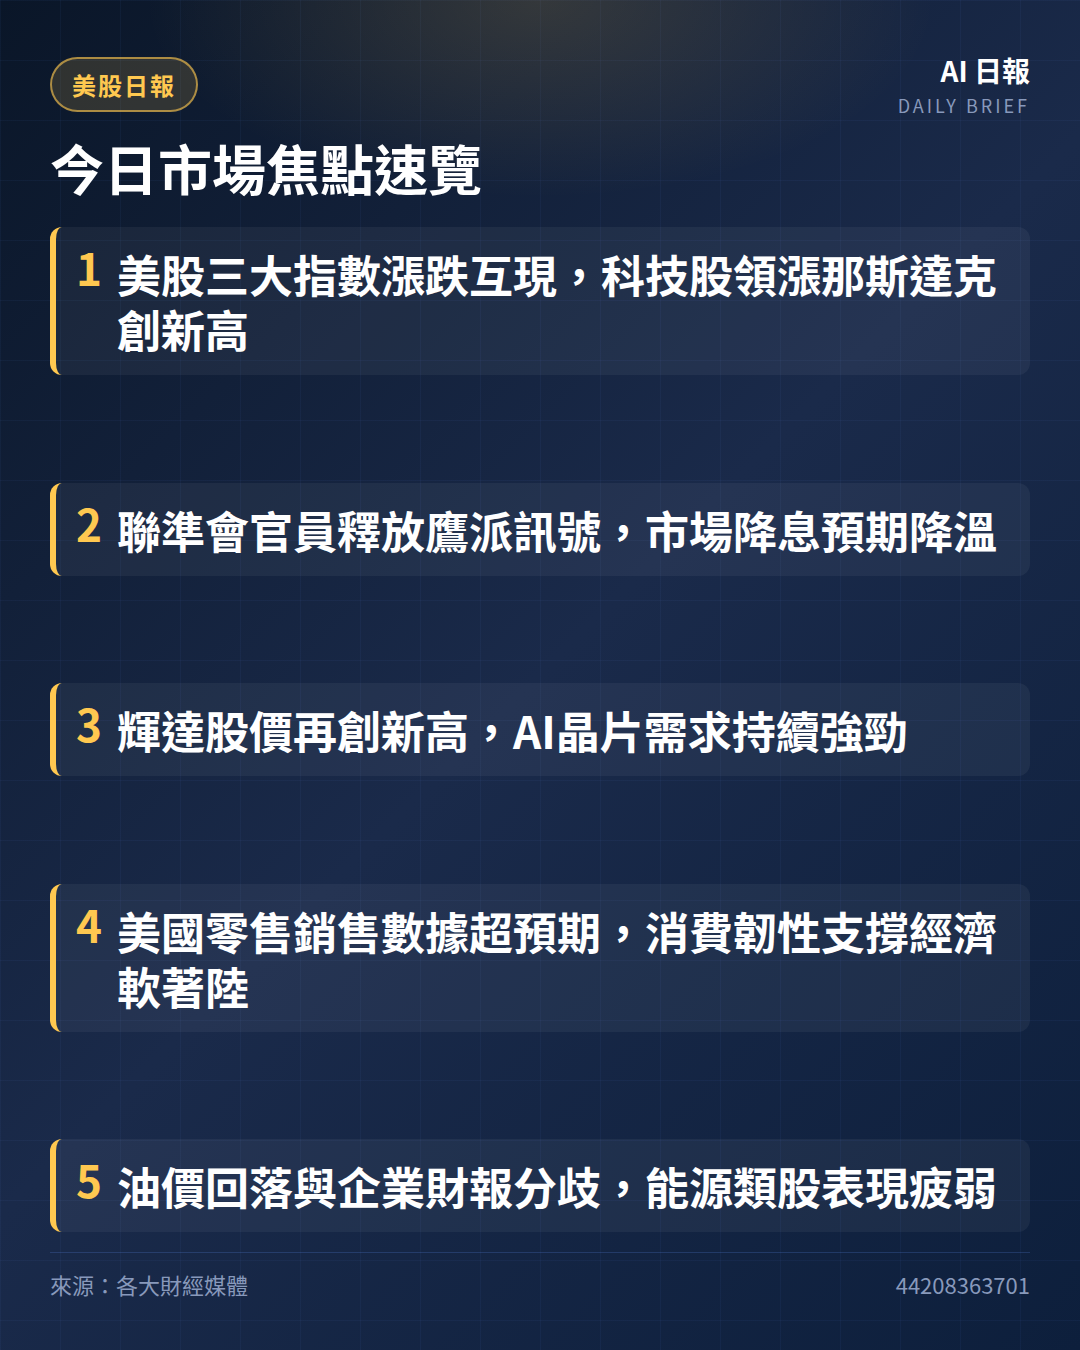 美股日報
AI 日報
DAILY BRIEF
今日市場焦點速覽
1 美股三大指數漲跌互現，科技股領漲那斯達克
創新高
2 聯準會官員釋放鷹派訊號，市場降息預期降溫
3 輝達股價再創新高，AI晶片需求持續強勁
4 美國零售銷售數據超預期，消費韌性支撐經濟
軟著陸
5 油價回落與企業財報分歧，能源類股表現疲弱
來源：各大財經媒體
44208363701